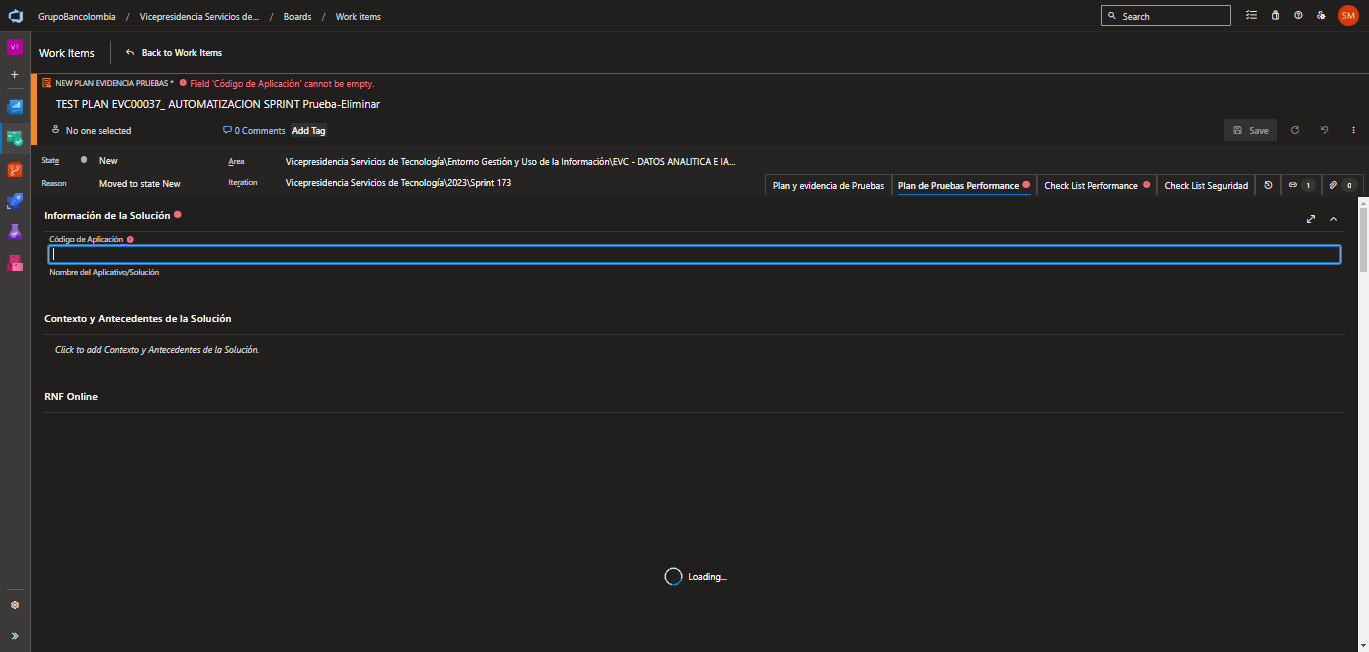 GrupoBancolombia / Vicepresidencia Servicios de... / Boards / Work items
Search
SM
VT
Work Items
Back to Work Items
NEW PLAN EVIDENCIA PRUEBAS * Field 'Código de Aplicación' cannot be empty.
TEST PLAN EVC00037_ AUTOMATIZACION SPRINT Prueba-Eliminar
No one selected
0 Comments
Add Tag
Save
State
New
Area
Vicepresidencia Servicios de Tecnología\Entorno Gestión y Uso de la Información\EVC - DATOS ANALITICA E IA...
Reason
Moved to state New
Iteration
Vicepresidencia Servicios de Tecnología\2023\Sprint 173
Plan y evidencia de Pruebas
Plan de Pruebas Performance
Check List Performance
Check List Seguridad
1
0
Información de la Solución
Código de Aplicación
Nombre del Aplicativo/Solución
Contexto y Antecedentes de la Solución
Click to add Contexto y Antecedentes de la Solución.
RNF Online
Loading...